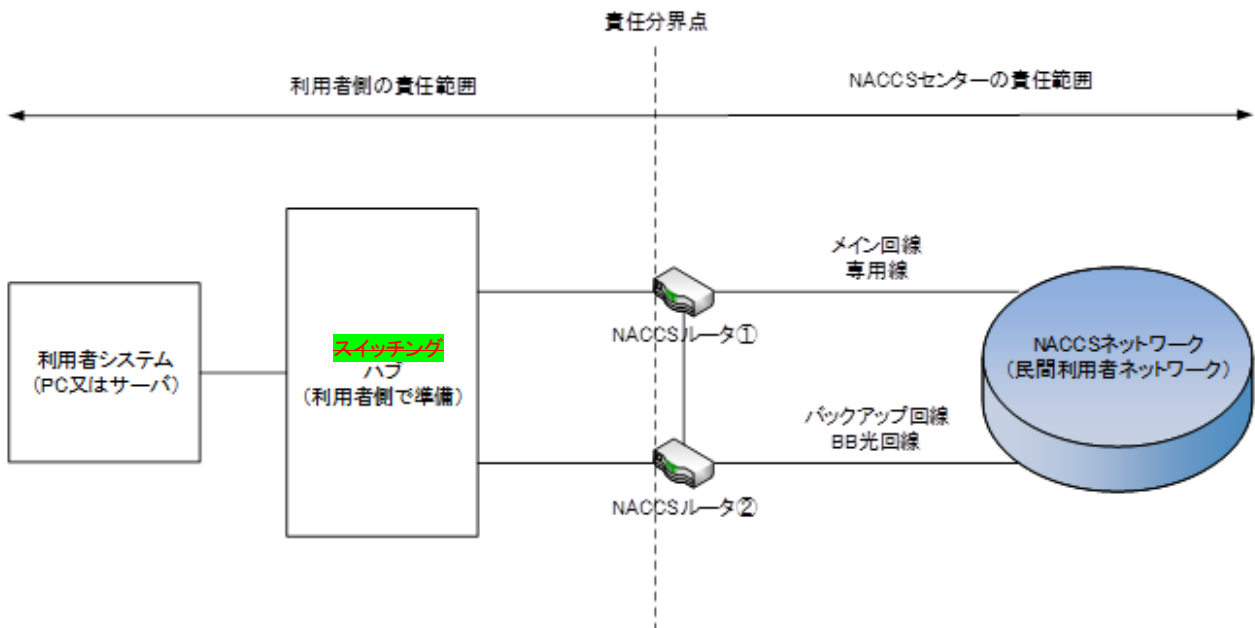 責任分界点
利用者側の責任範囲
NACCSセンターの責任範囲
メイン回線
専用線
NACCSルータ①
スイッチング
ハブ
(利用者側で準備)
利用者システム
(PC又はサーバ)
NACCSネットワーク
(民間利用者ネットワーク)
バックアップ回線
BB光回線
NACCSルータ②